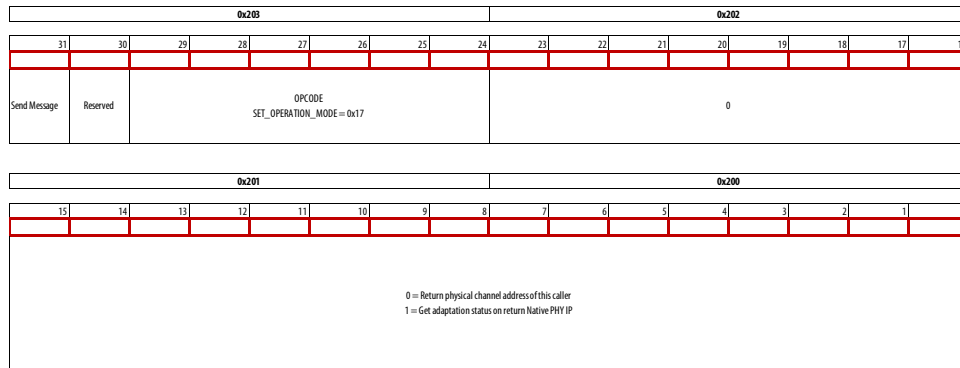 0x203 0x202
31 30 29 28 27 26 25 24 23 22 21 20 19 18 17 1
Send Message Reserved OPCODE 0
SET_OPERATION_MODE = 0x17
0x201 0x200
15 14 13 12 11 10 9 8 7 6 5 4 3 2 1
0 = Return physical channel address of this caller
1 = Get adaptation status on return Native PHY IP